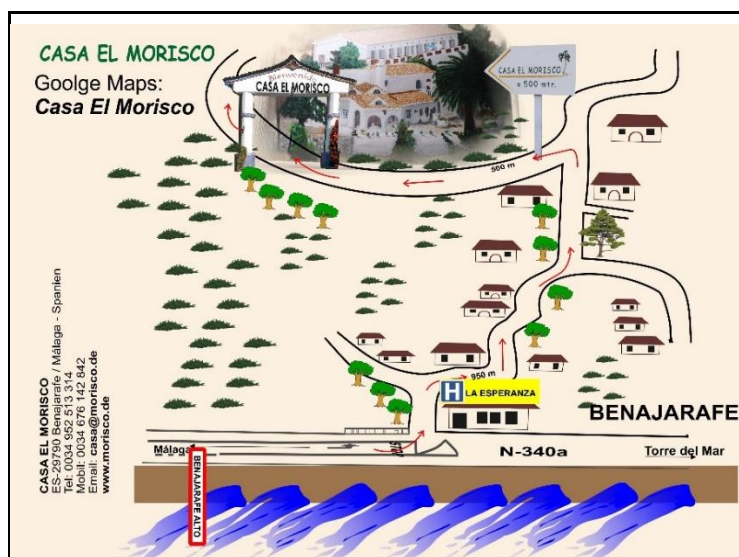 CASA EL MORISCO
Goolge Maps:
Casa El Morisco
Bienvenidos
CASA EL MORISCO
CASA EL MORISCO
a 500 mtr.
500 m
950 m
H LA ESPERANZA
BENAJARAFE
STOP
Málaga
N-340a
Torre del Mar
BENAJARAFE ALTO
CASA EL MORISCO
ES-29790 Benajarafe / Málaga - Spanien
Tel: 0034 952 513 314
Mobil: 0034 676 142 842
Email: casa@morisco.de
www.morisco.de